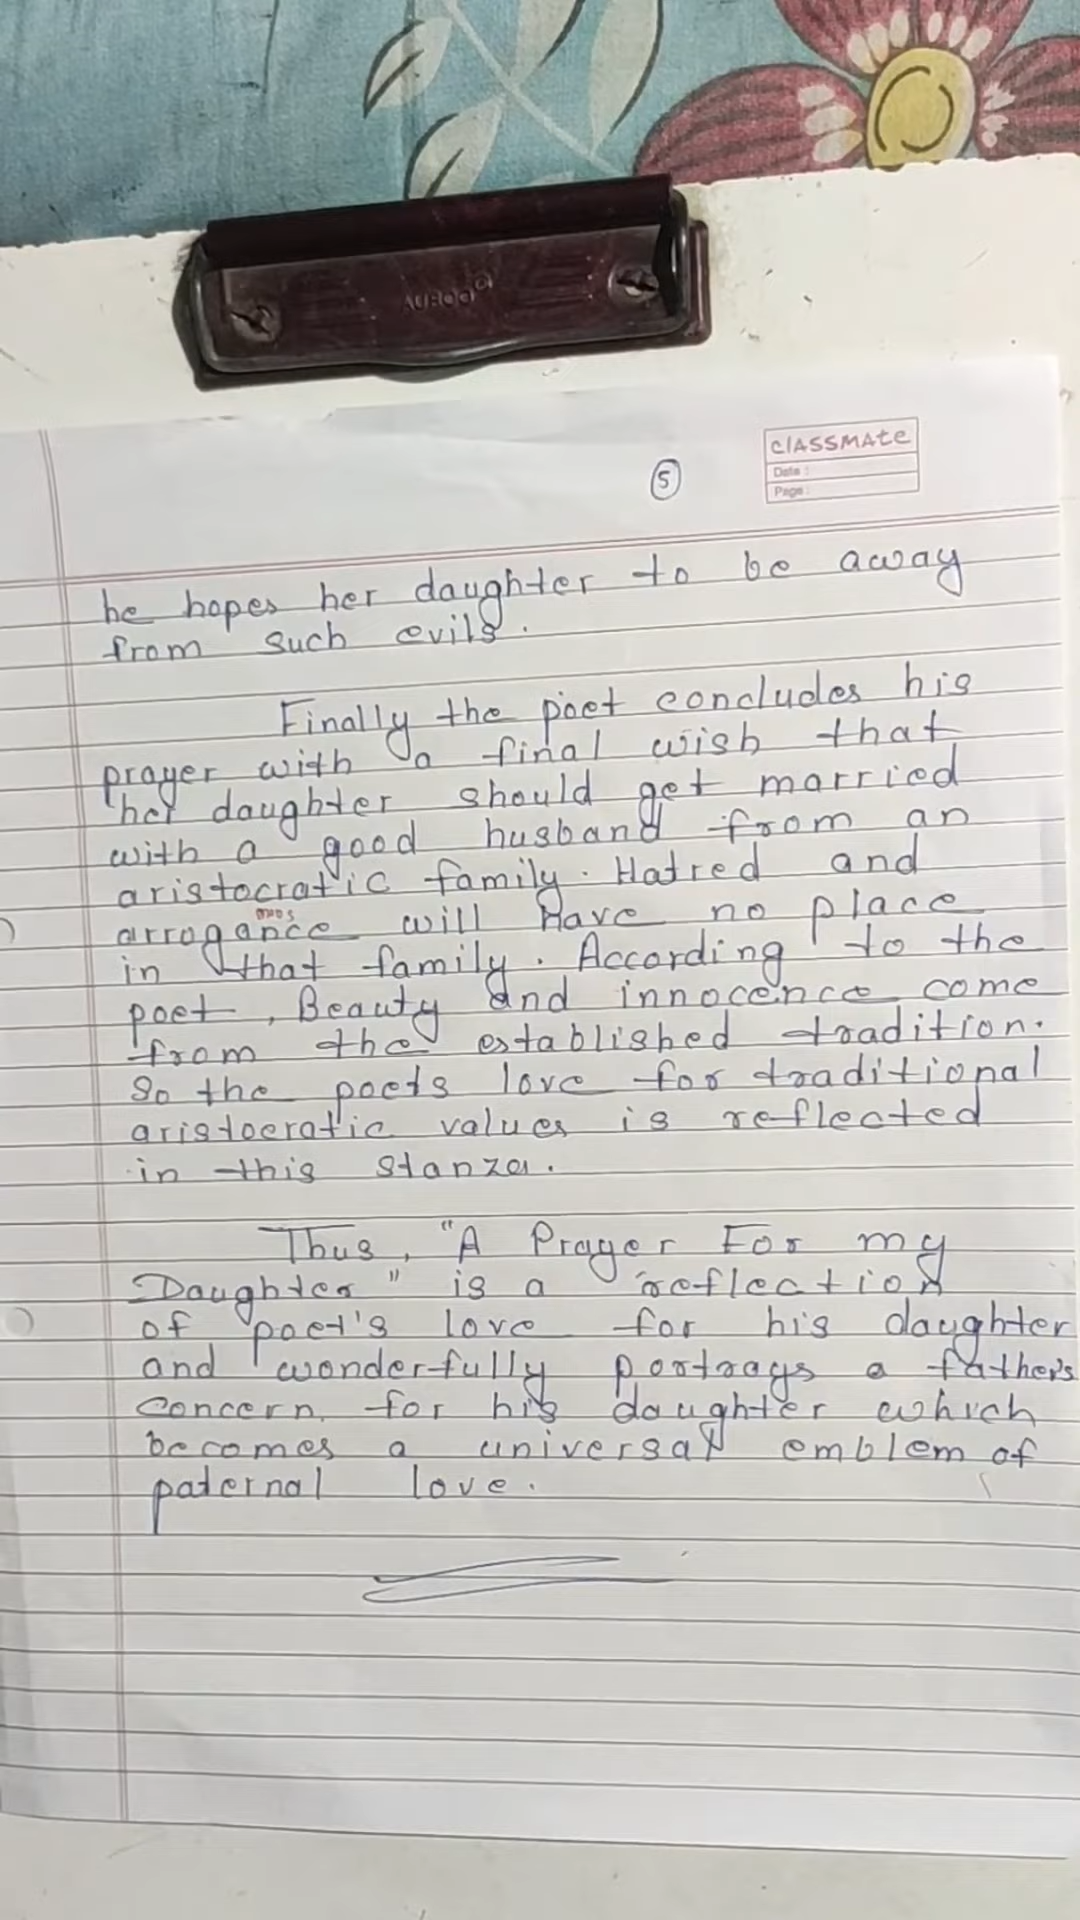 AUROO
CLASSMATE
Date :
Page :
5
he hopes her daughter to be away
from such evils.
Finally the poet concludes his
prayer with a final wish that
her daughter should get married
with a good husband from an
aristocratic family. Hatred and
arrogance will have no place
in that family. According to the
poet, Beauty and innocence come
from the established tradition.
So the poets love for traditional
aristocratic values is reflected
in this stanza.
Thus, "A Prayer For my
Daughter" is a reflection
of poet's love for his daughter
and wonderfully portrays a father's
concern for his daughter which
becomes a universal emblem of
paternal love.